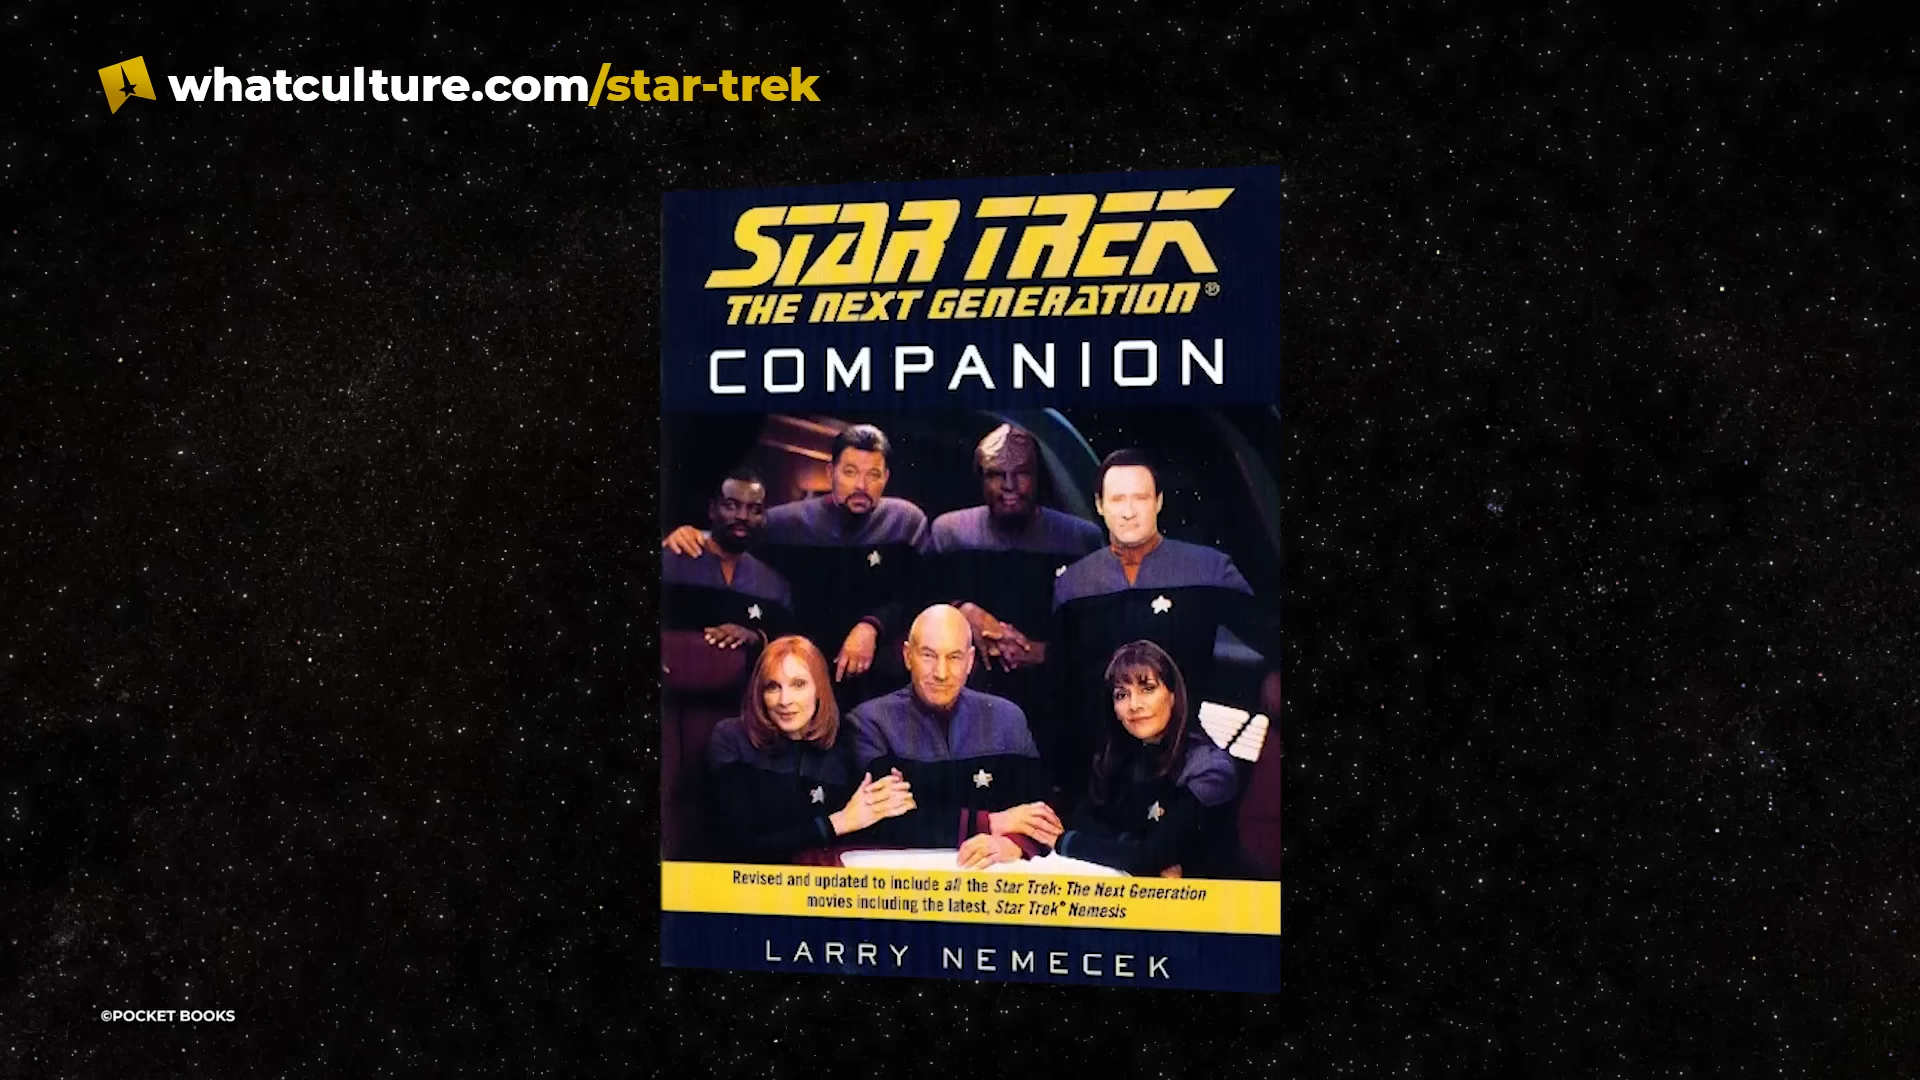 whatculture.com/star-trek
STAR TREK
THE NEXT GENERATION®
COMPANION
Revised and updated to include all the Star Trek: The Next Generation
movies including the latest, Star Trek® Nemesis
LARRY NEMECEK
©POCKET BOOKS